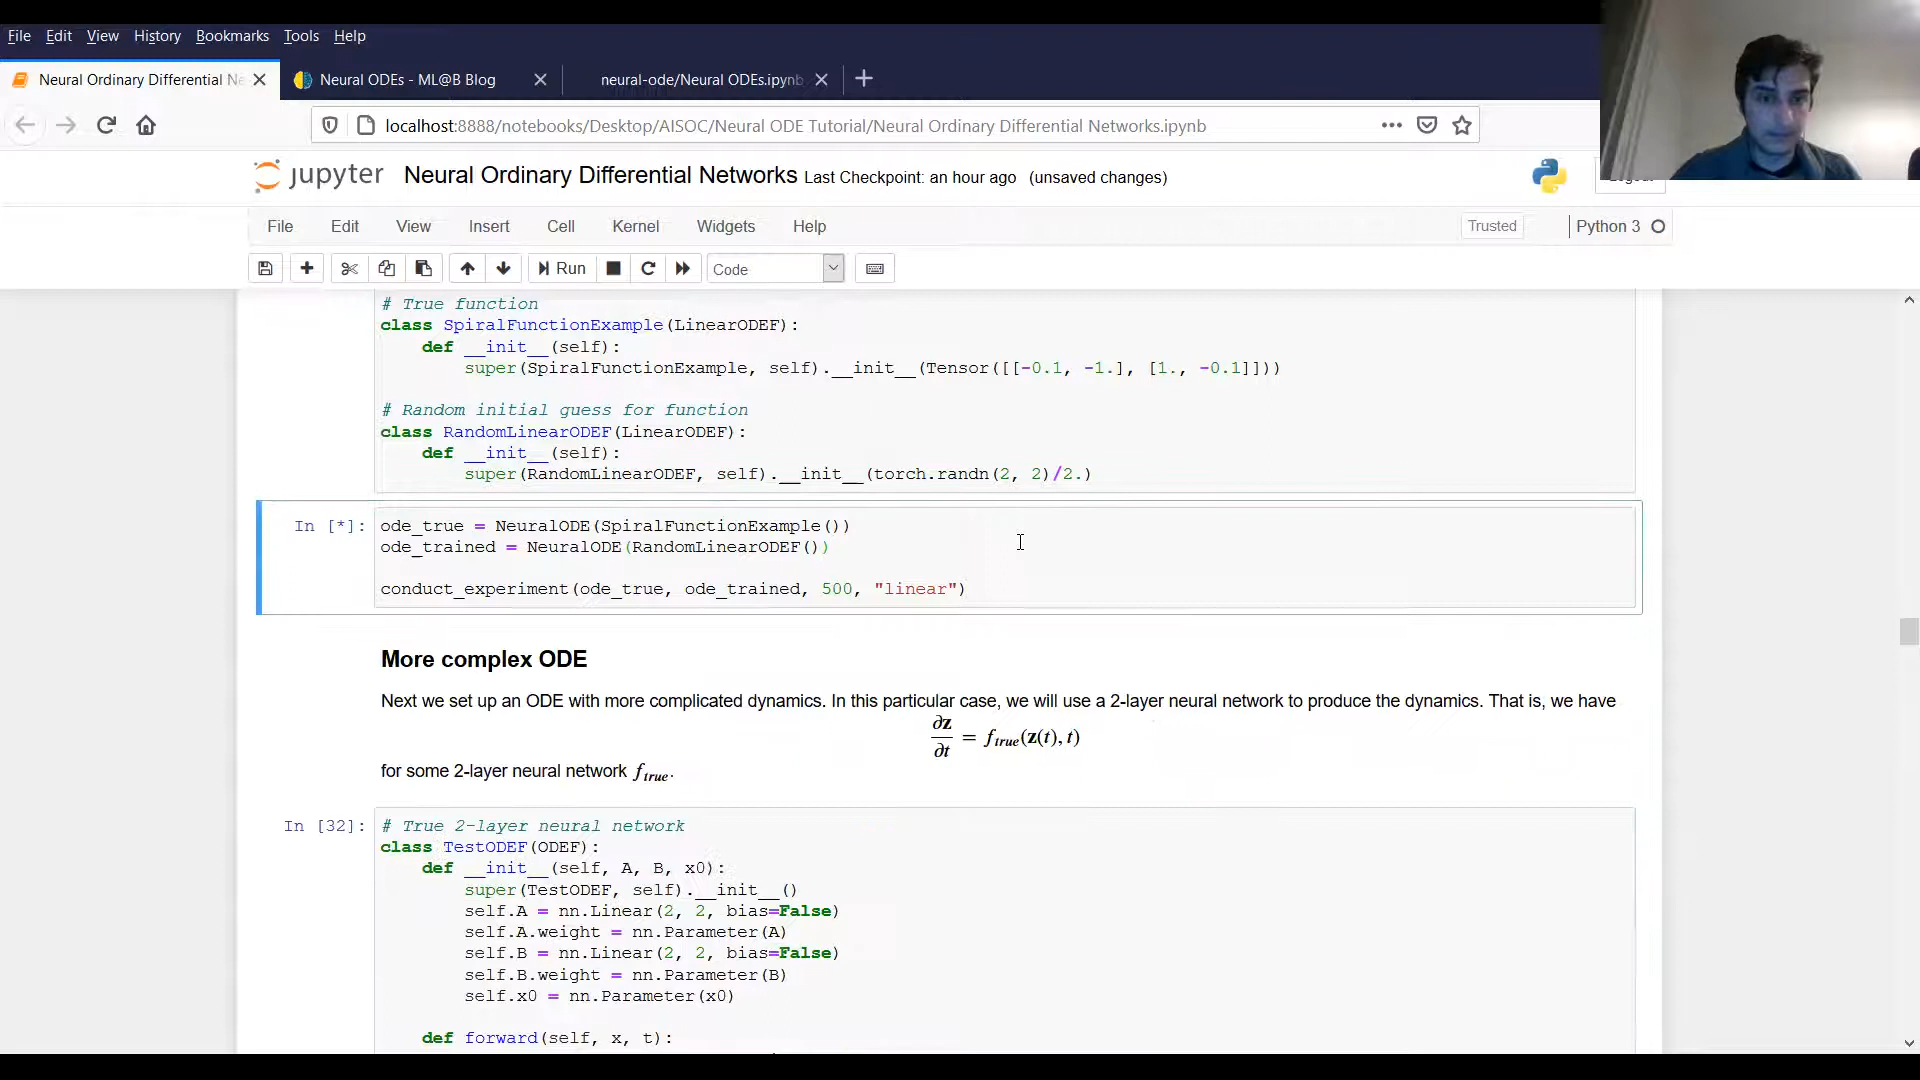 File Edit View History Bookmarks Tools Help
Neural Ordinary Differential Ne
Neural ODEs - ML@B Blog
neural-ode/Neural ODEs.ipynb
localhost:8888/notebooks/Desktop/AISOC/Neural ODE Tutorial/Neural Ordinary Differential Networks.ipynb
jupyter Neural Ordinary Differential Networks Last Checkpoint: an hour ago (unsaved changes)
File Edit View Insert Cell Kernel Widgets Help Trusted Python 3
Run Code
# True function
class SpiralFunctionExample(LinearODEF):
def __init__(self):
super(SpiralFunctionExample, self).__init__(Tensor([[-0.1, -1.], [1., -0.1]]))
# Random initial guess for function
class RandomLinearODEF(LinearODEF):
def __init__(self):
super(RandomLinearODEF, self).__init__(torch.randn(2, 2)/2.)
In [*]: ode_true = NeuralODE(SpiralFunctionExample())
ode_trained = NeuralODE(RandomLinearODEF())
conduct_experiment(ode_true, ode_trained, 500, "linear")
More complex ODE
Next we set up an ODE with more complicated dynamics. In this particular case, we will use a 2-layer neural network to produce the dynamics. That is, we have
∂z/∂t = f_true(z(t), t)
for some 2-layer neural network f_true.
In [32]: # True 2-layer neural network
class TestODEF(ODEF):
def __init__(self, A, B, x0):
super(TestODEF, self).__init__()
self.A = nn.Linear(2, 2, bias=False)
self.A.weight = nn.Parameter(A)
self.B = nn.Linear(2, 2, bias=False)
self.B.weight = nn.Parameter(B)
self.x0 = nn.Parameter(x0)
def forward(self, x, t):